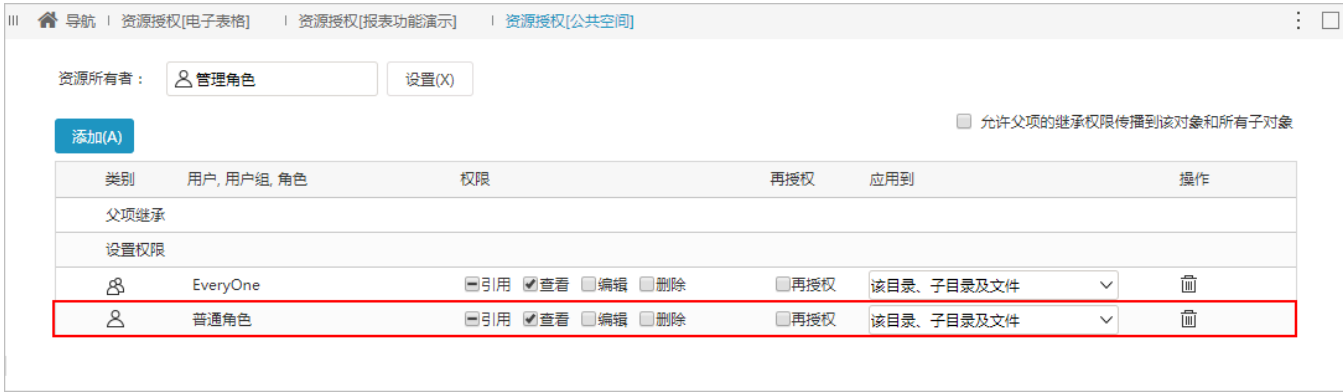 导航 资源授权[电子表格] 资源授权[报表功能演示] 资源授权[公共空间]
资源所有者： 管理角色 设置(X)
添加(A) 允许父项的继承权限传播到该对象和所有子对象
类别 用户, 用户组, 角色 权限 再授权 应用到 操作
父项继承
设置权限
EveryOne 引用 查看 编辑 删除 再授权 该目录、子目录及文件
普通角色 引用 查看 编辑 删除 再授权 该目录、子目录及文件